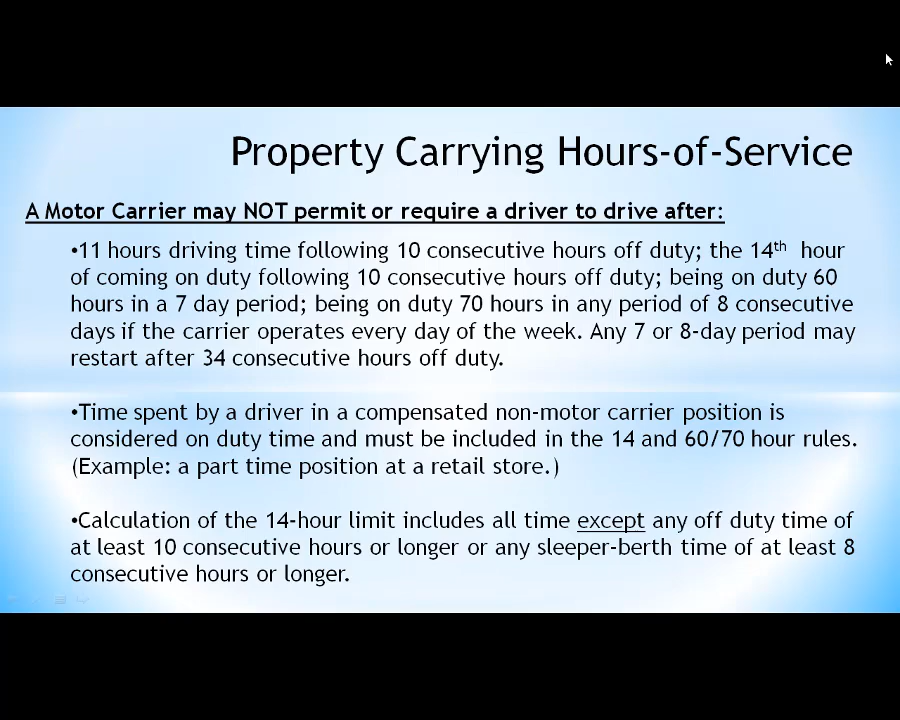 Property Carrying Hours-of-Service
A Motor Carrier may NOT permit or require a driver to drive after:
•11 hours driving time following 10 consecutive hours off duty; the 14th hour
of coming on duty following 10 consecutive hours off duty; being on duty 60
hours in a 7 day period; being on duty 70 hours in any period of 8 consecutive
days if the carrier operates every day of the week. Any 7 or 8-day period may
restart after 34 consecutive hours off duty.
•Time spent by a driver in a compensated non-motor carrier position is
considered on duty time and must be included in the 14 and 60/70 hour rules.
(Example: a part time position at a retail store.)
•Calculation of the 14-hour limit includes all time except any off duty time of
at least 10 consecutive hours or longer or any sleeper-berth time of at least 8
consecutive hours or longer.